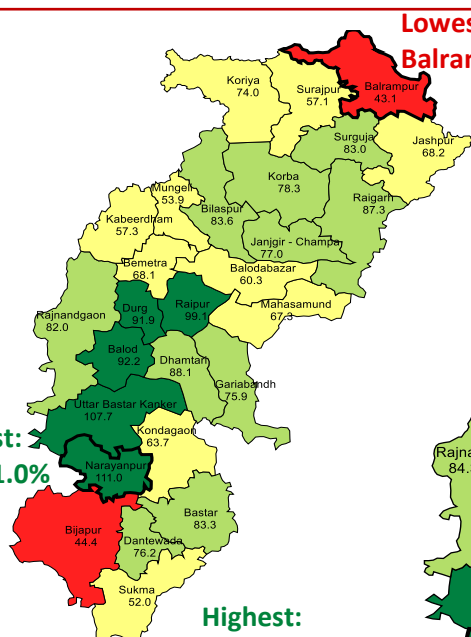 Lowes
Balran
Koriya
74.0
Surajpur
57.1
Balrampur
43.1
Surguja
83.0
Jashpur
68.2
Korba
78.3
Mungeli
53.9
Bilaspur
83.6
Raigarh
87.3
Kabeerdham
57.3
Janjgir - Champa
77.0
Bemetra
68.1
Balodabazar
60.3
Rajnandgaon
82.0
Durg
91.9
Raipur
99.1
Mahasamund
67.3
Balod
92.2
Dhamtari
88.1
Gariabandh
75.9
Uttar Bastar Kanker
107.7
Kondagaon
63.7
st:
1.0%
Narayanpur
111.0
Rajna
84.
Bijapur
44.4
Bastar
83.3
Dantewada
76.2
Sukma
52.0
Highest: